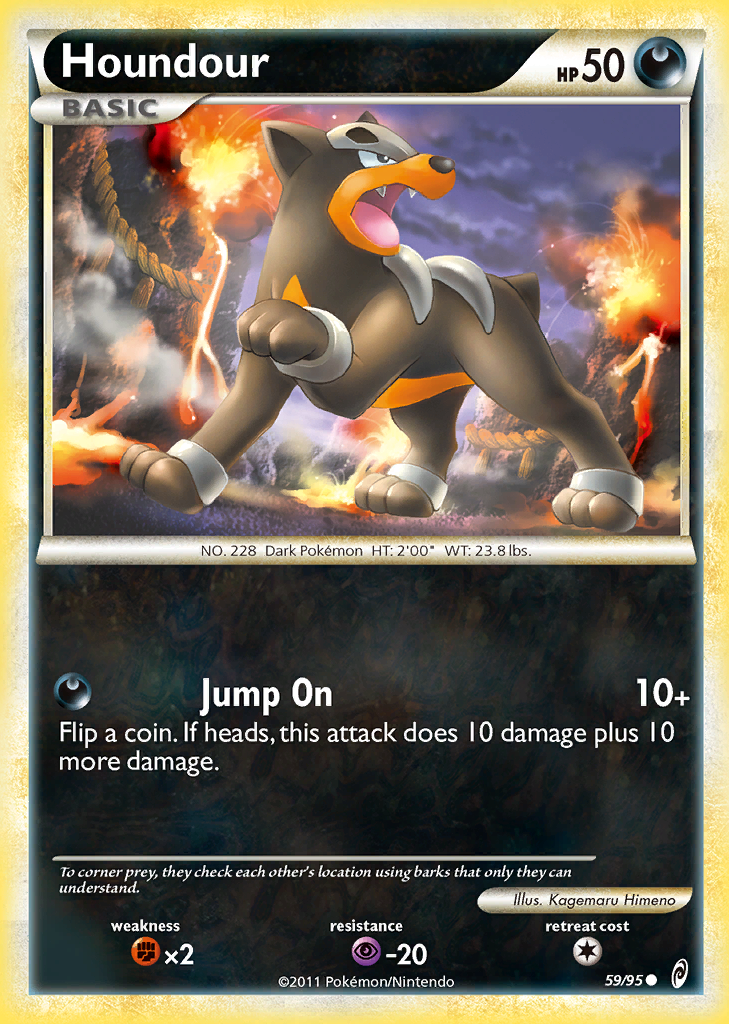 Houndour
HP 50
BASIC
NO. 228 Dark Pokémon HT: 2'00" WT: 23.8 lbs.
Jump On 10+
Flip a coin. If heads, this attack does 10 damage plus 10
more damage.
To corner prey, they check each other's location using barks that only they can
understand.
Illus. Kagemaru Himeno
weakness resistance retreat cost
×2 -20
©2011 Pokémon/Nintendo 59/95